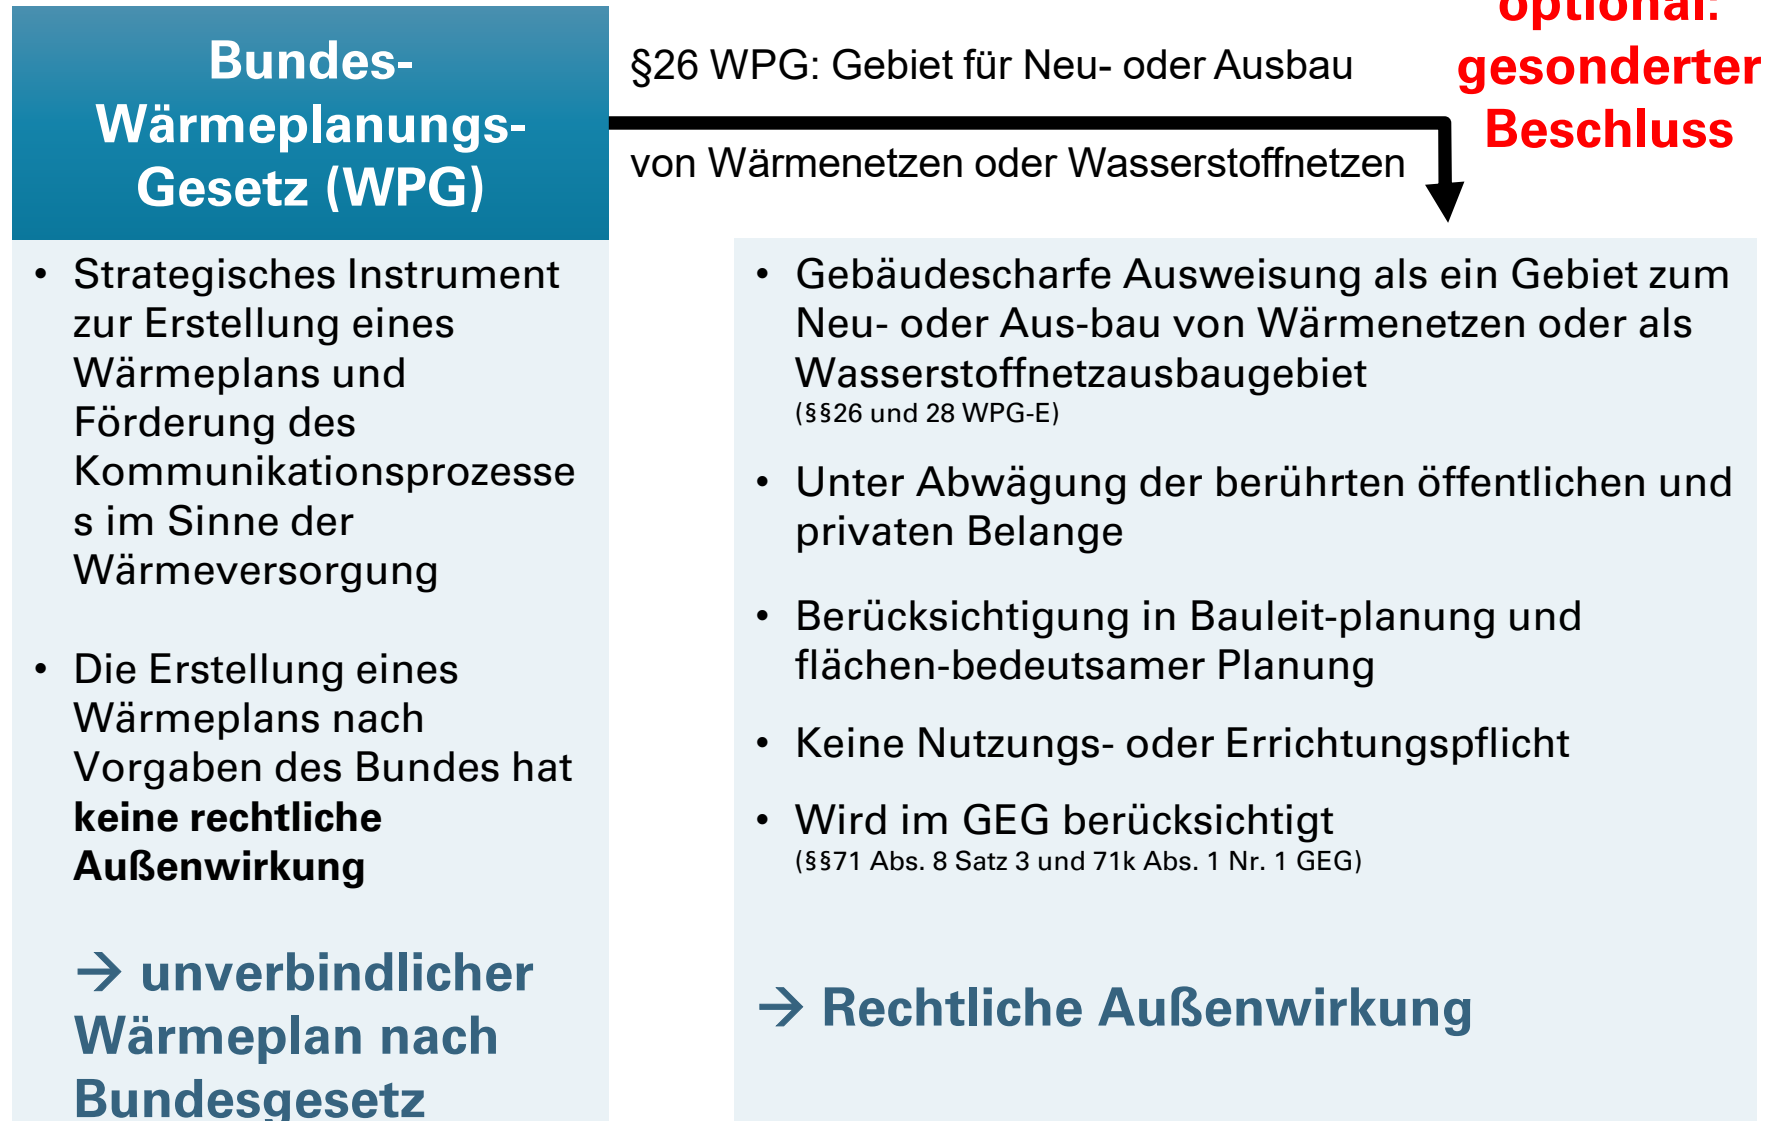 Bundes-
Wärmeplanungs-
Gesetz (WPG)
§26 WPG: Gebiet für Neu- oder Ausbau
von Wärmenetzen oder Wasserstoffnetzen
optional:
gesonderter
Beschluss
• Strategisches Instrument
zur Erstellung eines
Wärmeplans und
Förderung des
Kommunikationsprozesse
s im Sinne der
Wärmeversorgung
• Die Erstellung eines
Wärmeplans nach
Vorgaben des Bundes hat
keine rechtliche
Außenwirkung
→ unverbindlicher
Wärmeplan nach
Bundesgesetz
• Gebäudescharfe Ausweisung als ein Gebiet zum
Neu- oder Aus-bau von Wärmenetzen oder als
Wasserstoffnetzausbaugebiet
(§§26 und 28 WPG-E)
• Unter Abwägung der berührten öffentlichen und
privaten Belange
• Berücksichtigung in Bauleit-planung und
flächen-bedeutsamer Planung
• Keine Nutzungs- oder Errichtungspflicht
• Wird im GEG berücksichtigt
(§§71 Abs. 8 Satz 3 und 71k Abs. 1 Nr. 1 GEG)
→ Rechtliche Außenwirkung